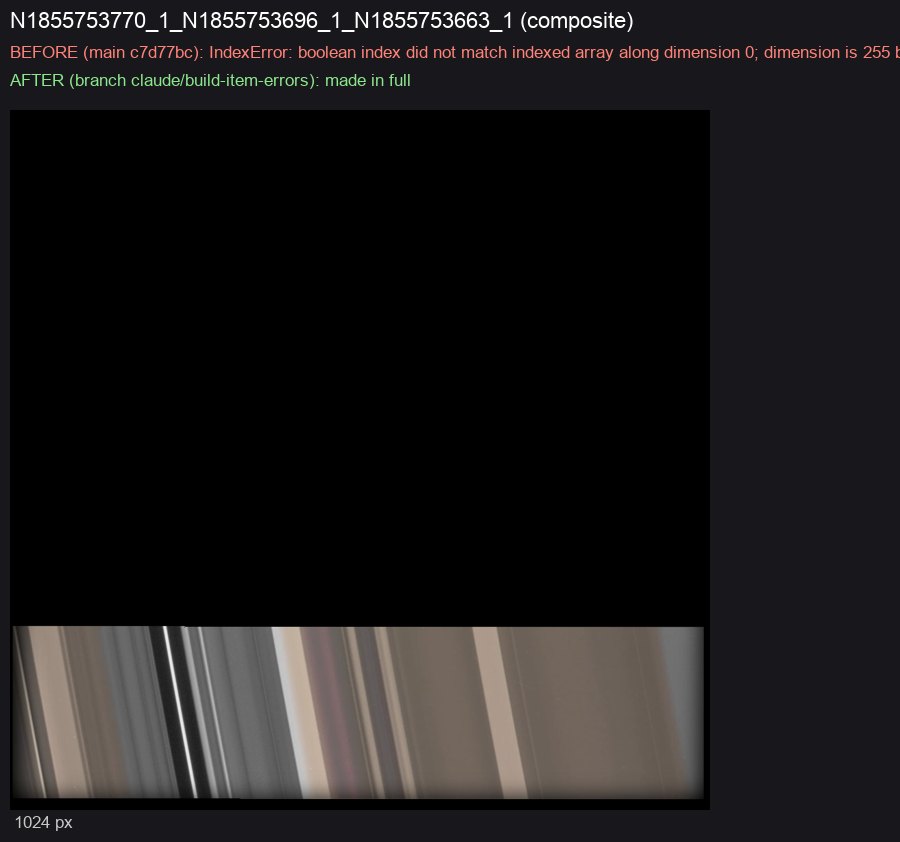 N1855753770_1_N1855753696_1_N1855753663_1 (composite)
BEFORE (main c7d77bc): IndexError: boolean index did not match indexed array along dimension 0; dimension is 255 b
AFTER (branch claude/build-item-errors): made in full
1024 px